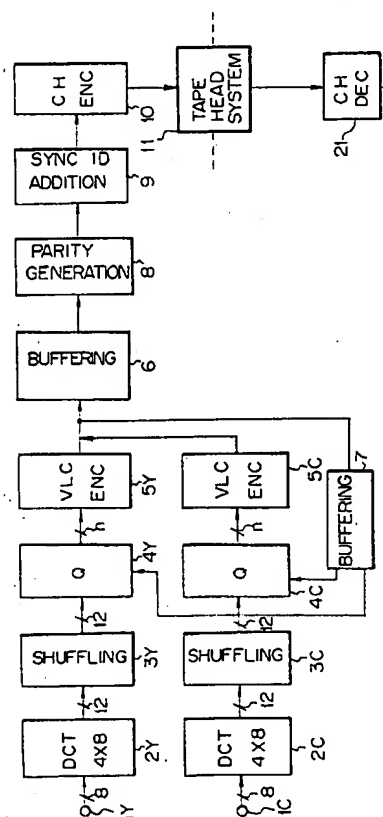 8
Y
DCT
4X8
2Y
12
SHUFFLING
3Y
12
Q
4Y
n
VLC
ENC
5Y
8
1C
DCT
4X8
2C
12
SHUFFLING
3C
12
Q
4C
n
VLC
ENC
5C
BUFFERING
7
BUFFERING
6
PARITY
GENERATION
8
SYNC ID
ADDITION
9
CH
ENC
10
TAPE
HEAD
SYSTEM
11
CH
DEC
21